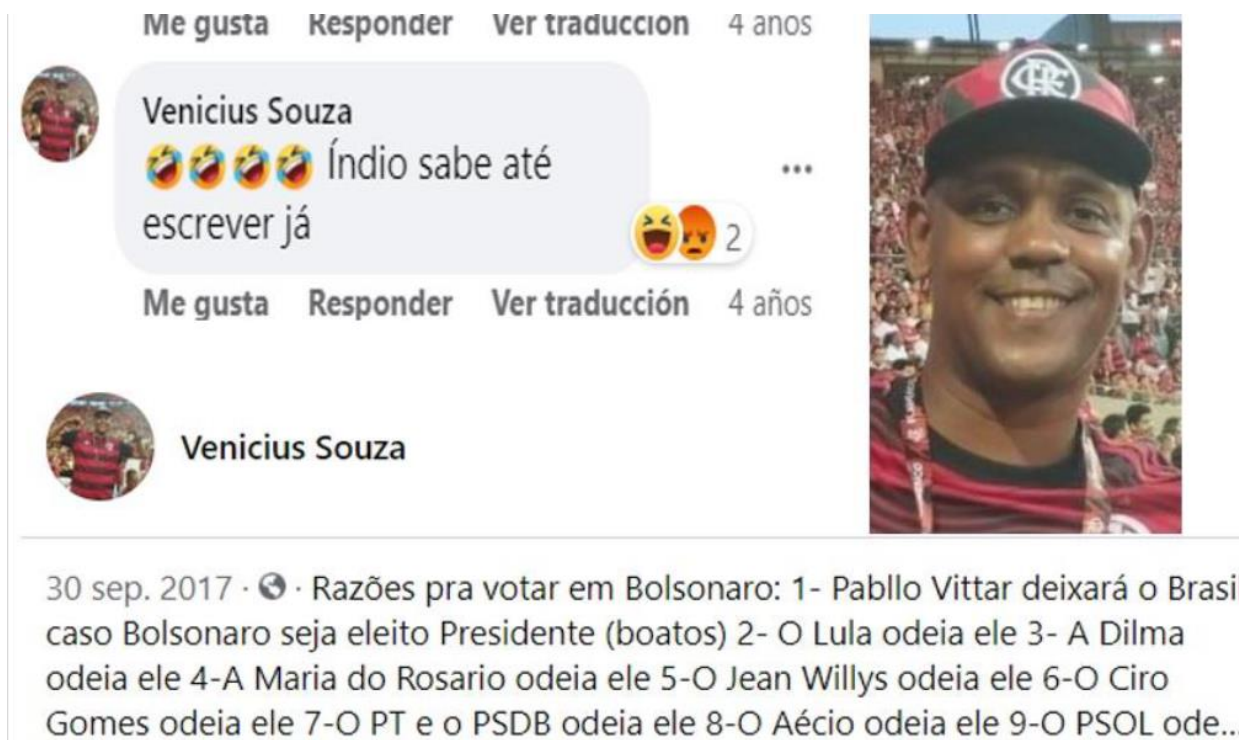 Me gusta Responder Ver traducción 4 años
Venicius Souza
🤣🤣🤣🤣 Índio sabe até
escrever já
2
Me gusta Responder Ver traducción 4 años
Venicius Souza
30 sep. 2017 · Razões pra votar em Bolsonaro: 1- Pabllo Vittar deixará o Brasil
caso Bolsonaro seja eleito Presidente (boatos) 2- O Lula odeia ele 3- A Dilma
odeia ele 4-A Maria do Rosario odeia ele 5-O Jean Willys odeia ele 6-O Ciro
Gomes odeia ele 7-O PT e o PSDB odeia ele 8-O Aécio odeia ele 9-O PSOL ode...